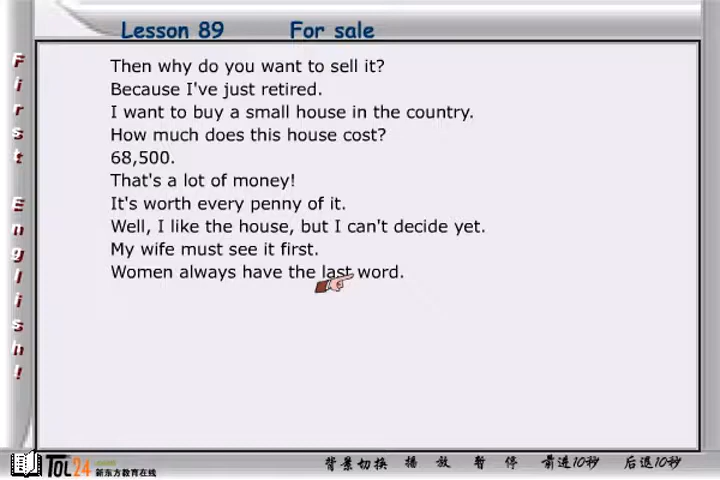 Lesson 89 For sale
First English!
Then why do you want to sell it?
Because I've just retired.
I want to buy a small house in the country.
How much does this house cost?
68,500.
That's a lot of money!
It's worth every penny of it.
Well, I like the house, but I can't decide yet.
My wife must see it first.
Women always have the last word.
TOL24.com 新东方教育在线
背景切换 播放 暂停 前进10秒 后退10秒